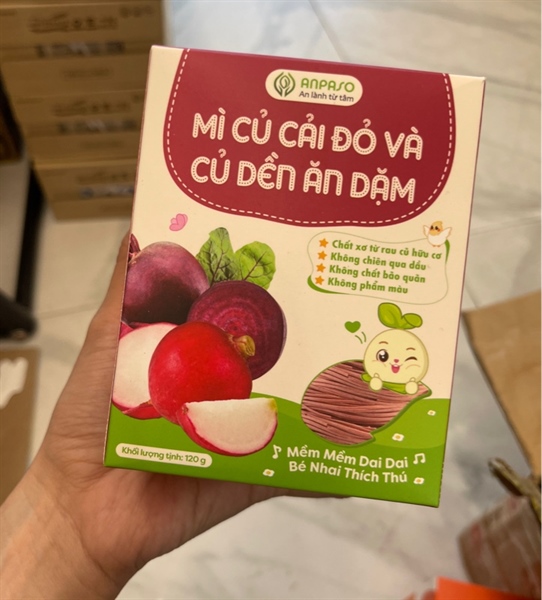 ANPASO
An lành từ tâm
MÌ CỦ CẢI ĐỎ VÀ
CỦ DỀN ĂN DẶM
Chất xơ từ rau củ hữu cơ
Không chiên qua dầu
Không chất bảo quản
Không phẩm màu
Khối lượng tịnh: 120 g
Mềm Mềm Dai Dai
Bé Nhai Thích Thú